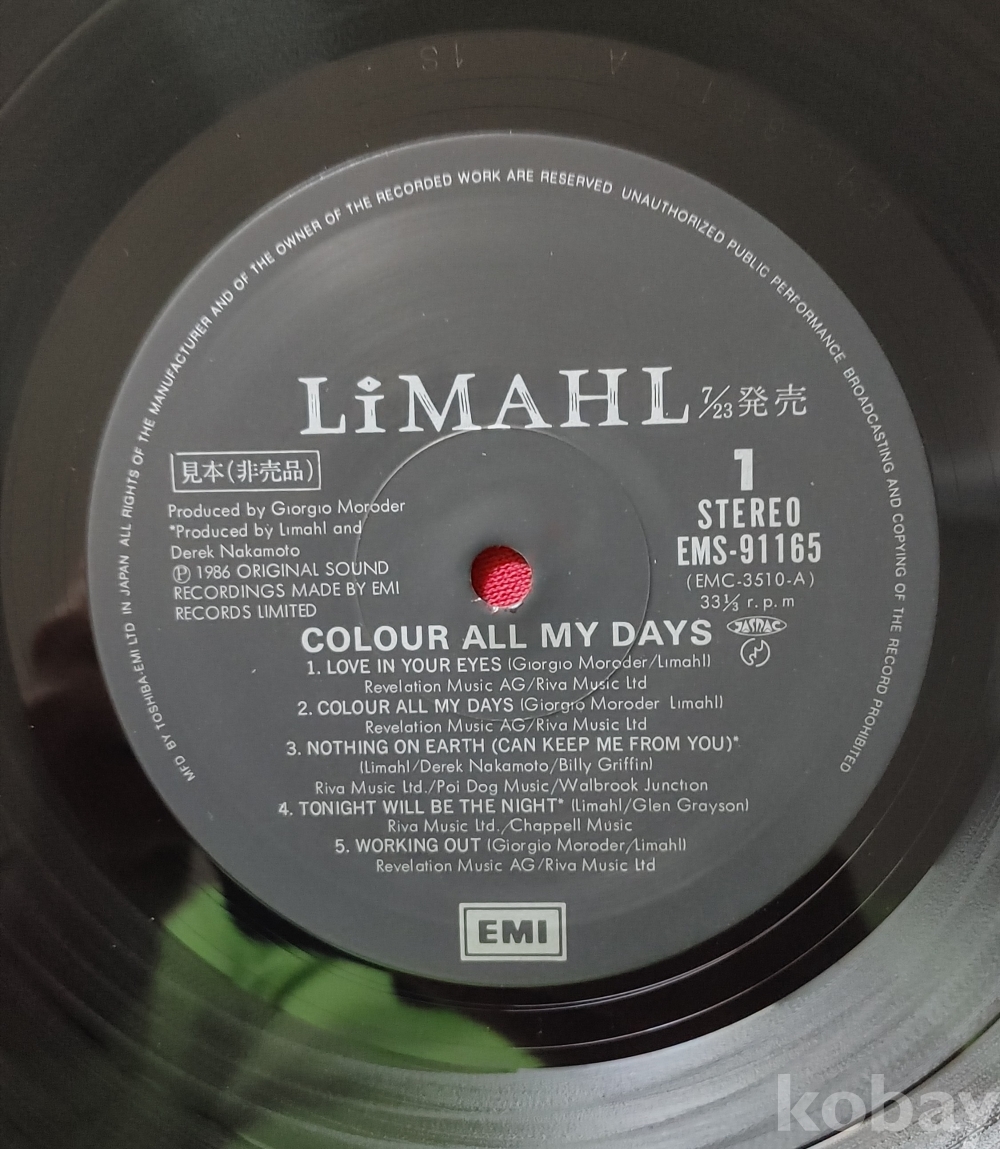 1S A
MFD BY TOSHIBA-EMI LTD IN JAPAN ALL RIGHTS OF THE MANUFACTURER AND OF THE OWNER OF THE RECORDED WORK ARE RESERVED UNAUTHORIZED PUBLIC PERFORMANCE BROADCASTING AND COPYING OF THE RECORD PROHIBITED
LiMAHL 7/23発売
見本(非売品)
Produced by Giorgio Moroder
*Produced by Limahl and
Derek Nakamoto
Ⓟ 1986 ORIGINAL SOUND
RECORDINGS MADE BY EMI
RECORDS LIMITED
1
STEREO
EMS-91165
(EMC-3510-A)
33⅓ r.p.m
JASRAC
COLOUR ALL MY DAYS
1. LOVE IN YOUR EYES (Giorgio Moroder/Limahl)
Revelation Music AG/Riva Music Ltd
2. COLOUR ALL MY DAYS (Giorgio Moroder Limahl)
Revelation Music AG/Riva Music Ltd
3. NOTHING ON EARTH (CAN KEEP ME FROM YOU)*
(Limahl/Derek Nakamoto/Billy Griffin)
Riva Music Ltd./Poi Dog Music/Walbrook Junction
4. TONIGHT WILL BE THE NIGHT* (Limahl/Glen Grayson)
Riva Music Ltd./Chappell Music
5. WORKING OUT (Giorgio Moroder/Limahl)
Revelation Music AG/Riva Music Ltd
EMI
kobay